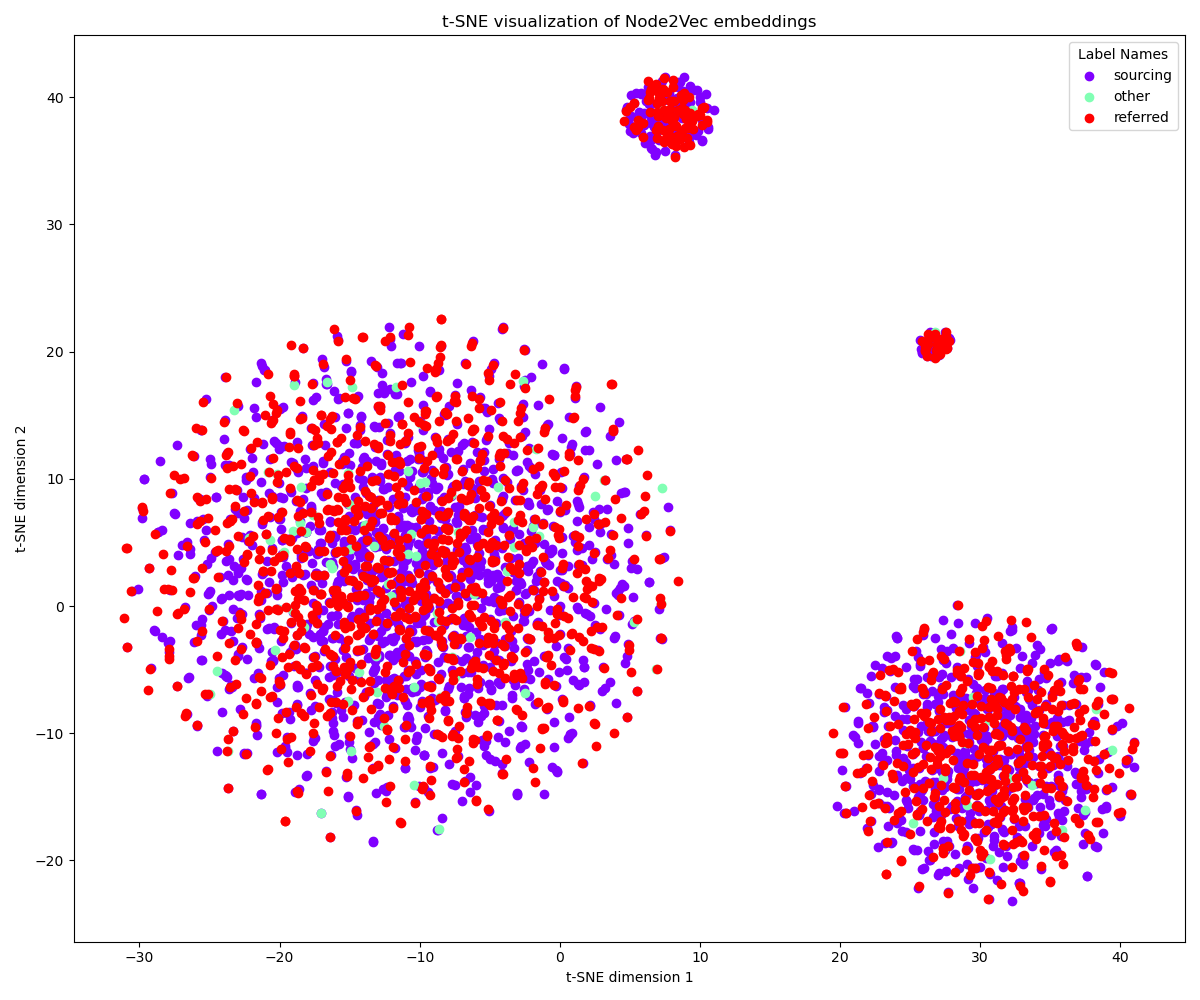 t-SNE visualization of Node2Vec embeddings
Label Names
sourcing
other
referred
40
30
20
10
0
−10
−20
t-SNE dimension 2
−30
−20
−10
0
10
20
30
40
t-SNE dimension 1